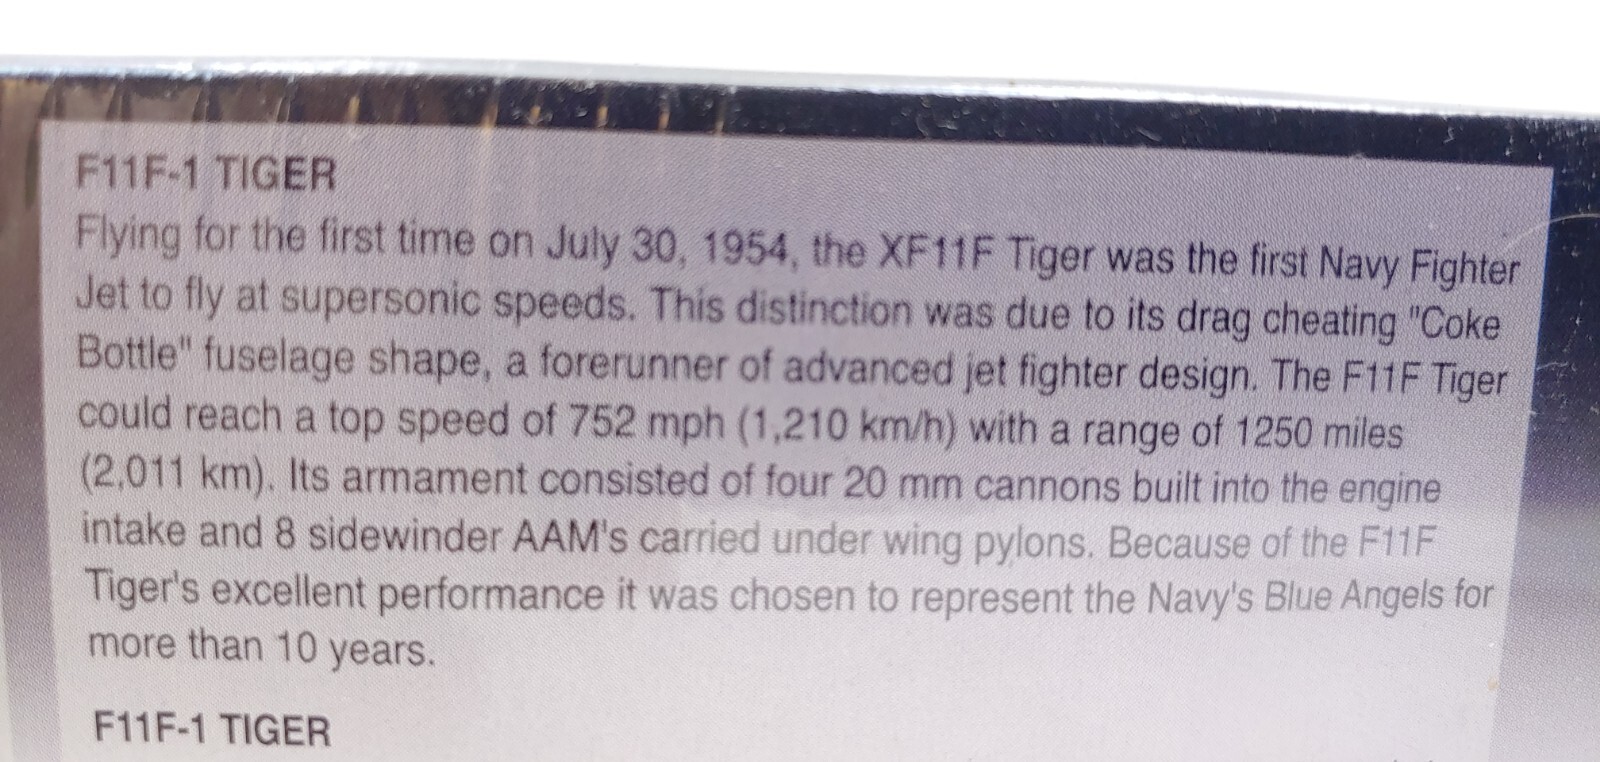 F11F-1 TIGER
Flying for the first time on July 30, 1954, the XF11F Tiger was the first Navy Fighter
Jet to fly at supersonic speeds. This distinction was due to its drag cheating "Coke
Bottle" fuselage shape, a forerunner of advanced jet fighter design. The F11F Tiger
could reach a top speed of 752 mph (1,210 km/h) with a range of 1250 miles
(2,011 km). Its armament consisted of four 20 mm cannons built into the engine
intake and 8 sidewinder AAM's carried under wing pylons. Because of the F11F
Tiger's excellent performance it was chosen to represent the Navy's Blue Angels for
more than 10 years.
F11F-1 TIGER